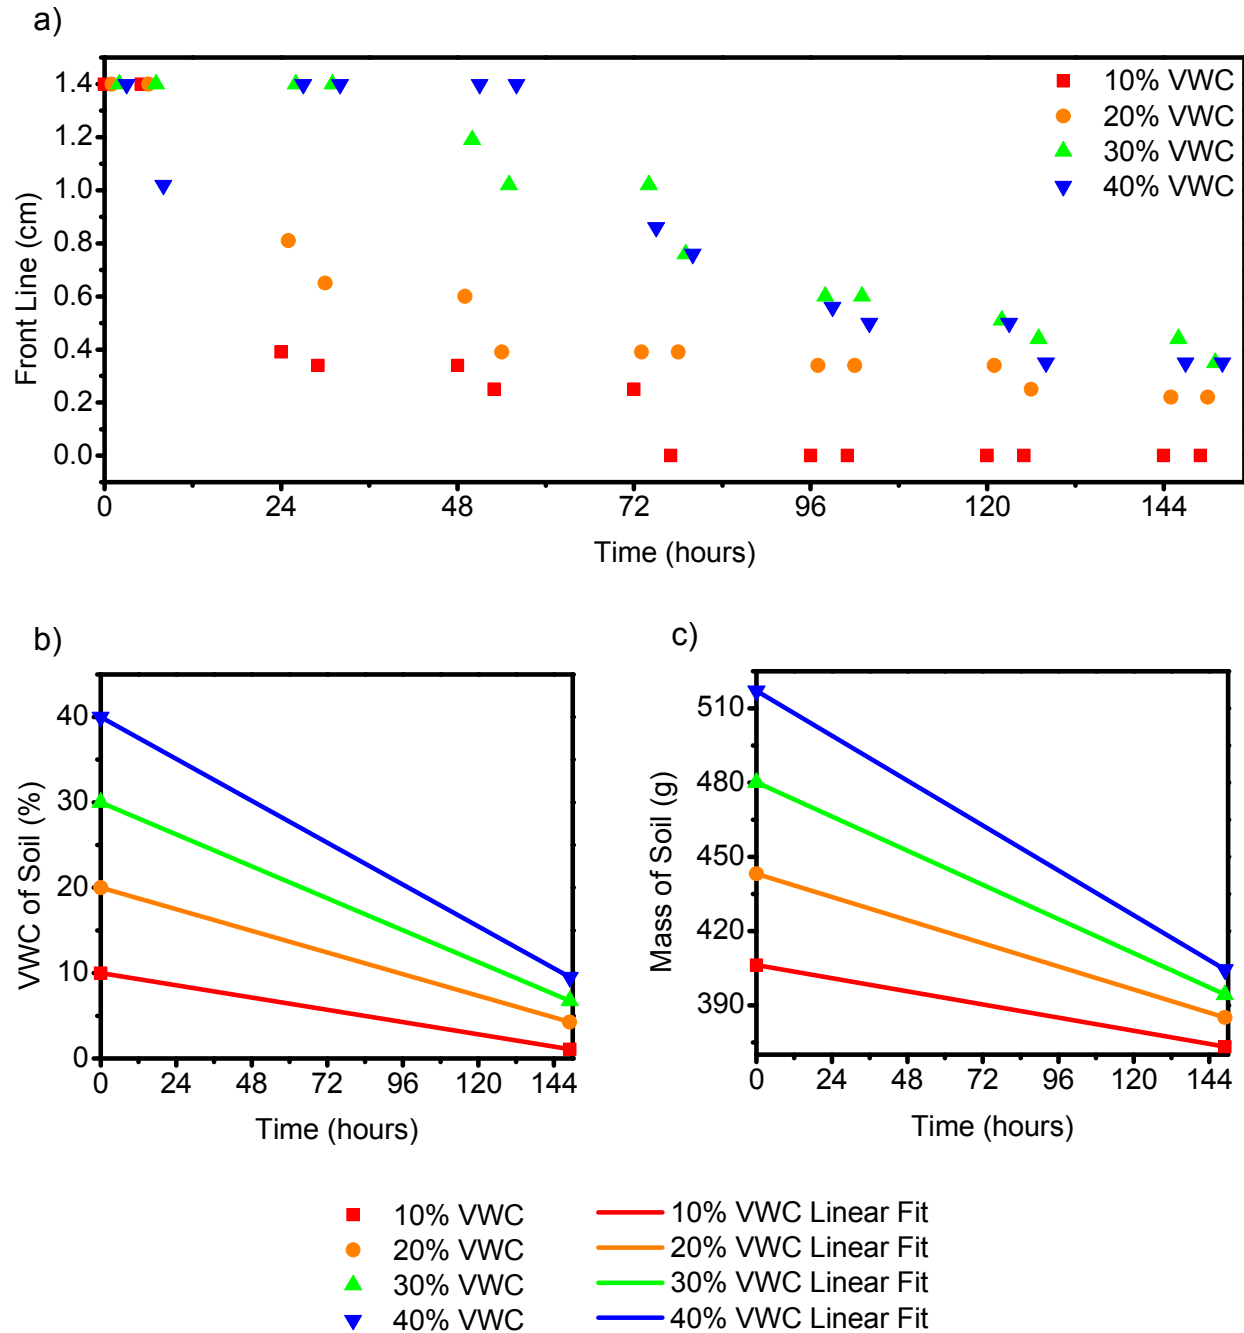 a)
1.4
1.2
1.0
0.8
0.6
0.4
0.2
0.0
Front Line (cm)
10% VWC
20% VWC
30% VWC
40% VWC
0 24 48 72 96 120 144
Time (hours)
b)
40
30
20
10
0
VWC of Soil (%)
0 24 48 72 96 120 144
Time (hours)
c)
510
480
450
420
390
Mass of Soil (g)
0 24 48 72 96 120 144
Time (hours)
10% VWC 10% VWC Linear Fit
20% VWC 20% VWC Linear Fit
30% VWC 30% VWC Linear Fit
40% VWC 40% VWC Linear Fit